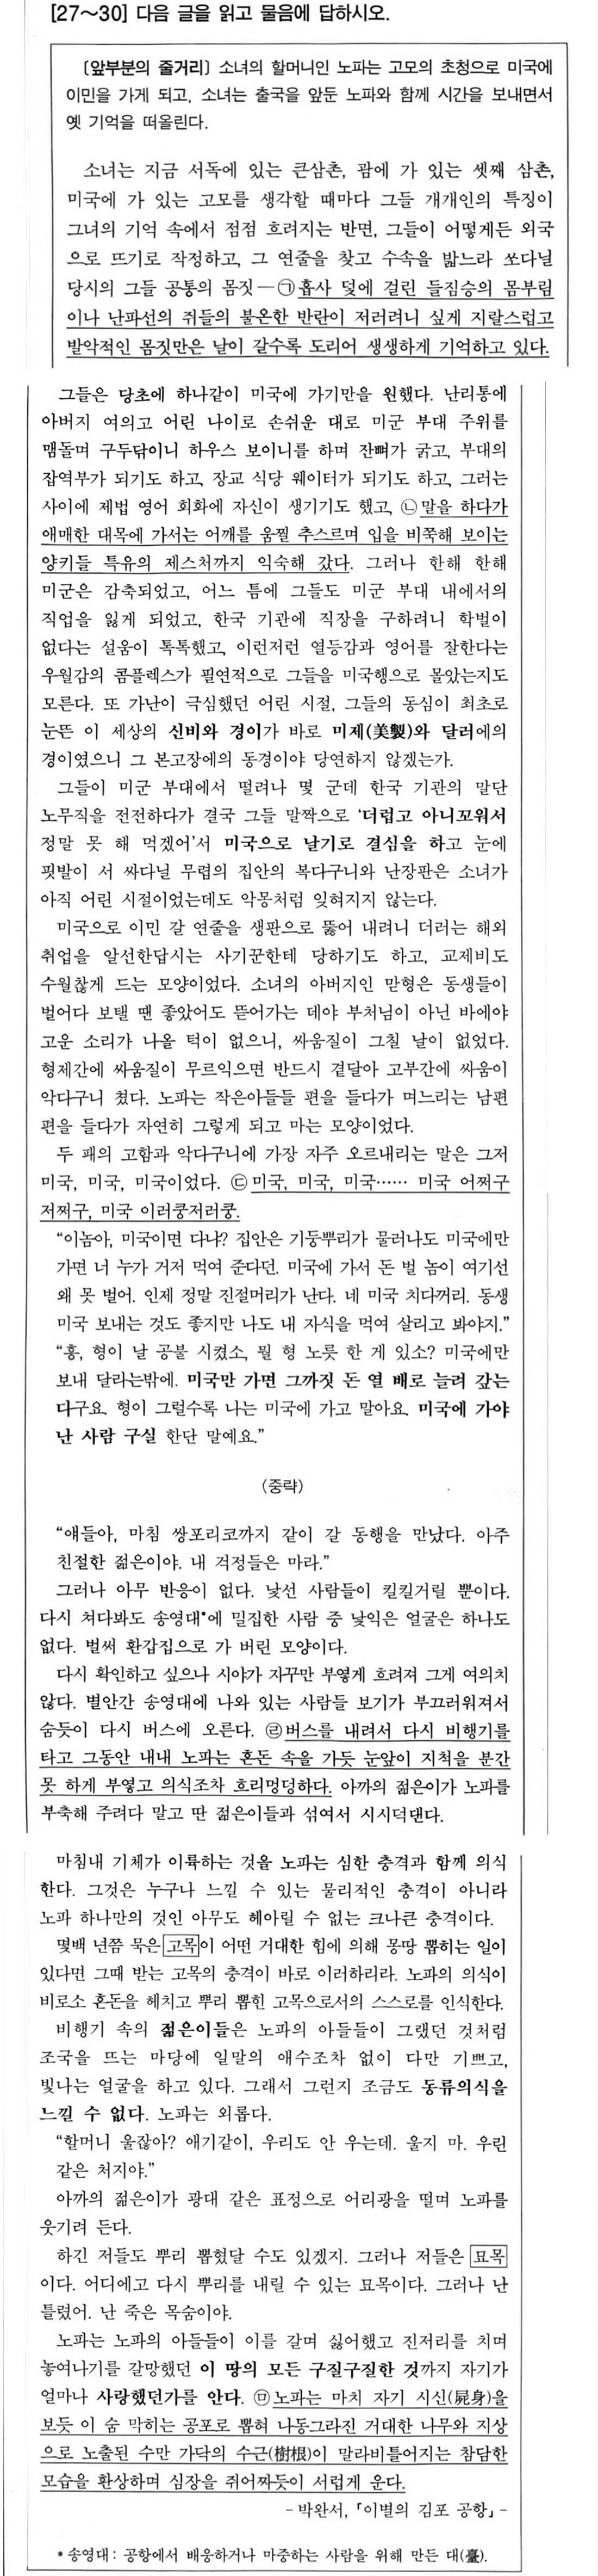 [27～30] 다음 글을 읽고 물음에 답하시오.
〔앞부분의 줄거리〕 소녀의 할머니인 노파는 고모의 초청으로 미국에
이민을 가게 되고, 소녀는 출국을 앞둔 노파와 함께 시간을 보내면서
옛 기억을 떠올린다.
소녀는 지금 서독에 있는 큰삼촌, 괌에 가 있는 셋째 삼촌,
미국에 가 있는 고모를 생각할 때마다 그들 개개인의 특징이
그녀의 기억 속에서 점점 흐려지는 반면, 그들이 어떻게든 외국
으로 뜨기로 작정하고, 그 연줄을 찾고 수속을 밟느라 쏘다닐
당시의 그들 공통의 몸짓 — ㉠흡사 덫에 걸린 들짐승의 몸부림
이나 난파선의 쥐들의 불온한 반란이 저러려니 싶게 지랄스럽고
발악적인 몸짓만은 날이 갈수록 도리어 생생하게 기억하고 있다.
그들은 당초에 하나같이 미국에 가기만을 원했다. 난리통에
아버지 여의고 어린 나이로 손쉬운 대로 미군 부대 주위를
맴돌며 구두닦이니 하우스 보이니를 하며 잔뼈가 굵고, 부대의
잡역부가 되기도 하고, 장교 식당 웨이터가 되기도 하고, 그러는
사이에 제법 영어 회화에 자신이 생기기도 했고, ㉡말을 하다가
애매한 대목에 가서는 어깨를 움찔 추스르며 입을 비쭉해 보이는
양키들 특유의 제스처까지 익숙해 갔다. 그러나 한해 한해
미군은 감축되었고, 어느 틈에 그들도 미군 부대 내에서의
직업을 잃게 되었고, 한국 기관에 직장을 구하려니 학벌이
없다는 설움이 톡톡했고, 이런저런 열등감과 영어를 잘한다는
우월감의 콤플렉스가 필연적으로 그들을 미국행으로 몰았는지도
모른다. 또 가난이 극심했던 어린 시절, 그들의 동심이 최초로
눈뜬 이 세상의 신비와 경이가 바로 미제(美製)와 달러에의
경이였으니 그 본고장에의 동경이야 당연하지 않겠는가.
그들이 미군 부대에서 떨려나 몇 군데 한국 기관의 말단
노무직을 전전하다가 결국 그들 말짝으로 ‘더럽고 아니꼬워서
정말 못 해 먹겠어’서 미국으로 날기로 결심을 하고 눈에
핏발이 서 싸다닐 무렵의 집안의 복다구니와 난장판은 소녀가
아직 어린 시절이었는데도 악몽처럼 잊혀지지 않는다.
미국으로 이민 갈 연줄을 생판으로 뚫어 내려니 더러는 해외
취업을 알선한답시는 사기꾼한테 당하기도 하고, 교제비도
수월찮게 드는 모양이었다. 소녀의 아버지인 맏형은 동생들이
벌어다 보탤 땐 좋았어도 뜯어가는 데야 부처님이 아닌 바에야
고운 소리가 나올 턱이 없으니, 싸움질이 그칠 날이 없었다.
형제간에 싸움질이 무르익으면 반드시 곁달아 고부간에 싸움이
악다구니 쳤다. 노파는 작은아들들 편을 들다가 며느리는 남편
편을 들다가 자연히 그렇게 되고 마는 모양이었다.
두 패의 고함과 악다구니에 가장 자주 오르내리는 말은 그저
미국, 미국, 미국이었다. ㉢미국, 미국, 미국…… 미국 어쩌구
저쩌구, 미국 이러쿵저러쿵.
“이놈아, 미국이면 다냐? 집안은 기둥뿌리가 물러나도 미국에만
가면 너 누가 거저 먹여 준다던. 미국에 가서 돈 벌 놈이 여기선
왜 못 벌어. 인제 정말 진절머리가 난다. 네 미국 치다꺼리. 동생
미국 보내는 것도 좋지만 나도 내 자식을 먹여 살리고 봐야지.”
“흥, 형이 날 공불 시켰소, 뭘 형 노릇 한 게 있소? 미국에만
보내 달라는밖에. 미국만 가면 그까짓 돈 열 배로 늘려 갚는
다구요. 형이 그럴수록 나는 미국에 가고 말아요. 미국에 가야
난 사람 구실 한단 말예요.”
(중략)
“얘들아, 마침 쌍포리코까지 같이 갈 동행을 만났다. 아주
친절한 젊은이야. 내 걱정들은 마라.”
그러나 아무 반응이 없다. 낯선 사람들이 킬킬거릴 뿐이다.
다시 쳐다봐도 송영대*에 밀집한 사람 중 낯익은 얼굴은 하나도
없다. 벌써 환갑집으로 가 버린 모양이다.
다시 확인하고 싶으나 시야가 자꾸만 부옇게 흐려져 그게 여의치
않다. 별안간 송영대에 나와 있는 사람들 보기가 부끄러워져서
숨듯이 다시 버스에 오른다. ㉣버스를 내려서 다시 비행기를
타고 그동안 내내 노파는 혼돈 속을 가듯 눈앞이 지척을 분간
못 하게 부옇고 의식조차 흐리멍덩하다. 아까의 젊은이가 노파를
부축해 주려다 말고 딴 젊은이들과 섞여서 시시덕댄다.
마침내 기체가 이륙하는 것을 노파는 심한 충격과 함께 의식
한다. 그것은 누구나 느낄 수 있는 물리적인 충격이 아니라
노파 하나만의 것인 아무도 헤아릴 수 없는 크나큰 충격이다.
몇백 년쯤 묵은 고목이 어떤 거대한 힘에 의해 몽땅 뽑히는 일이
있다면 그때 받는 고목의 충격이 바로 이러하리라. 노파의 의식이
비로소 혼돈을 헤치고 뿌리 뽑힌 고목으로서의 스스로를 인식한다.
비행기 속의 젊은이들은 노파의 아들들이 그랬던 것처럼
조국을 뜨는 마당에 일말의 애수조차 없이 다만 기쁘고,
빛나는 얼굴을 하고 있다. 그래서 그런지 조금도 동류의식을
느낄 수 없다. 노파는 외롭다.
“할머니 울잖아? 애기같이, 우리도 안 우는데. 울지 마. 우린
같은 처지야.”
아까의 젊은이가 광대 같은 표정으로 어리광을 떨며 노파를
웃기려 든다.
하긴 저들도 뿌리 뽑혔달 수도 있겠지. 그러나 저들은 묘목
이다. 어디에고 다시 뿌리를 내릴 수 있는 묘목이다. 그러나 난
틀렸어. 난 죽은 목숨이야.
노파는 노파의 아들들이 이를 갈며 싫어했고 진저리를 치며
놓여나기를 갈망했던 이 땅의 모든 구질구질한 것까지 자기가
얼마나 사랑했던가를 안다. ㉤노파는 마치 자기 시신(屍身)을
보듯 이 숨 막히는 공포로 뽑혀 나동그라진 거대한 나무와 지상
으로 노출된 수만 가닥의 수근(樹根)이 말라비틀어지는 참담한
모습을 환상하며 심장을 쥐어짜듯이 서럽게 운다.
- 박완서, 「이별의 김포 공항」 -
* 송영대 : 공항에서 배웅하거나 마중하는 사람을 위해 만든 대(臺).